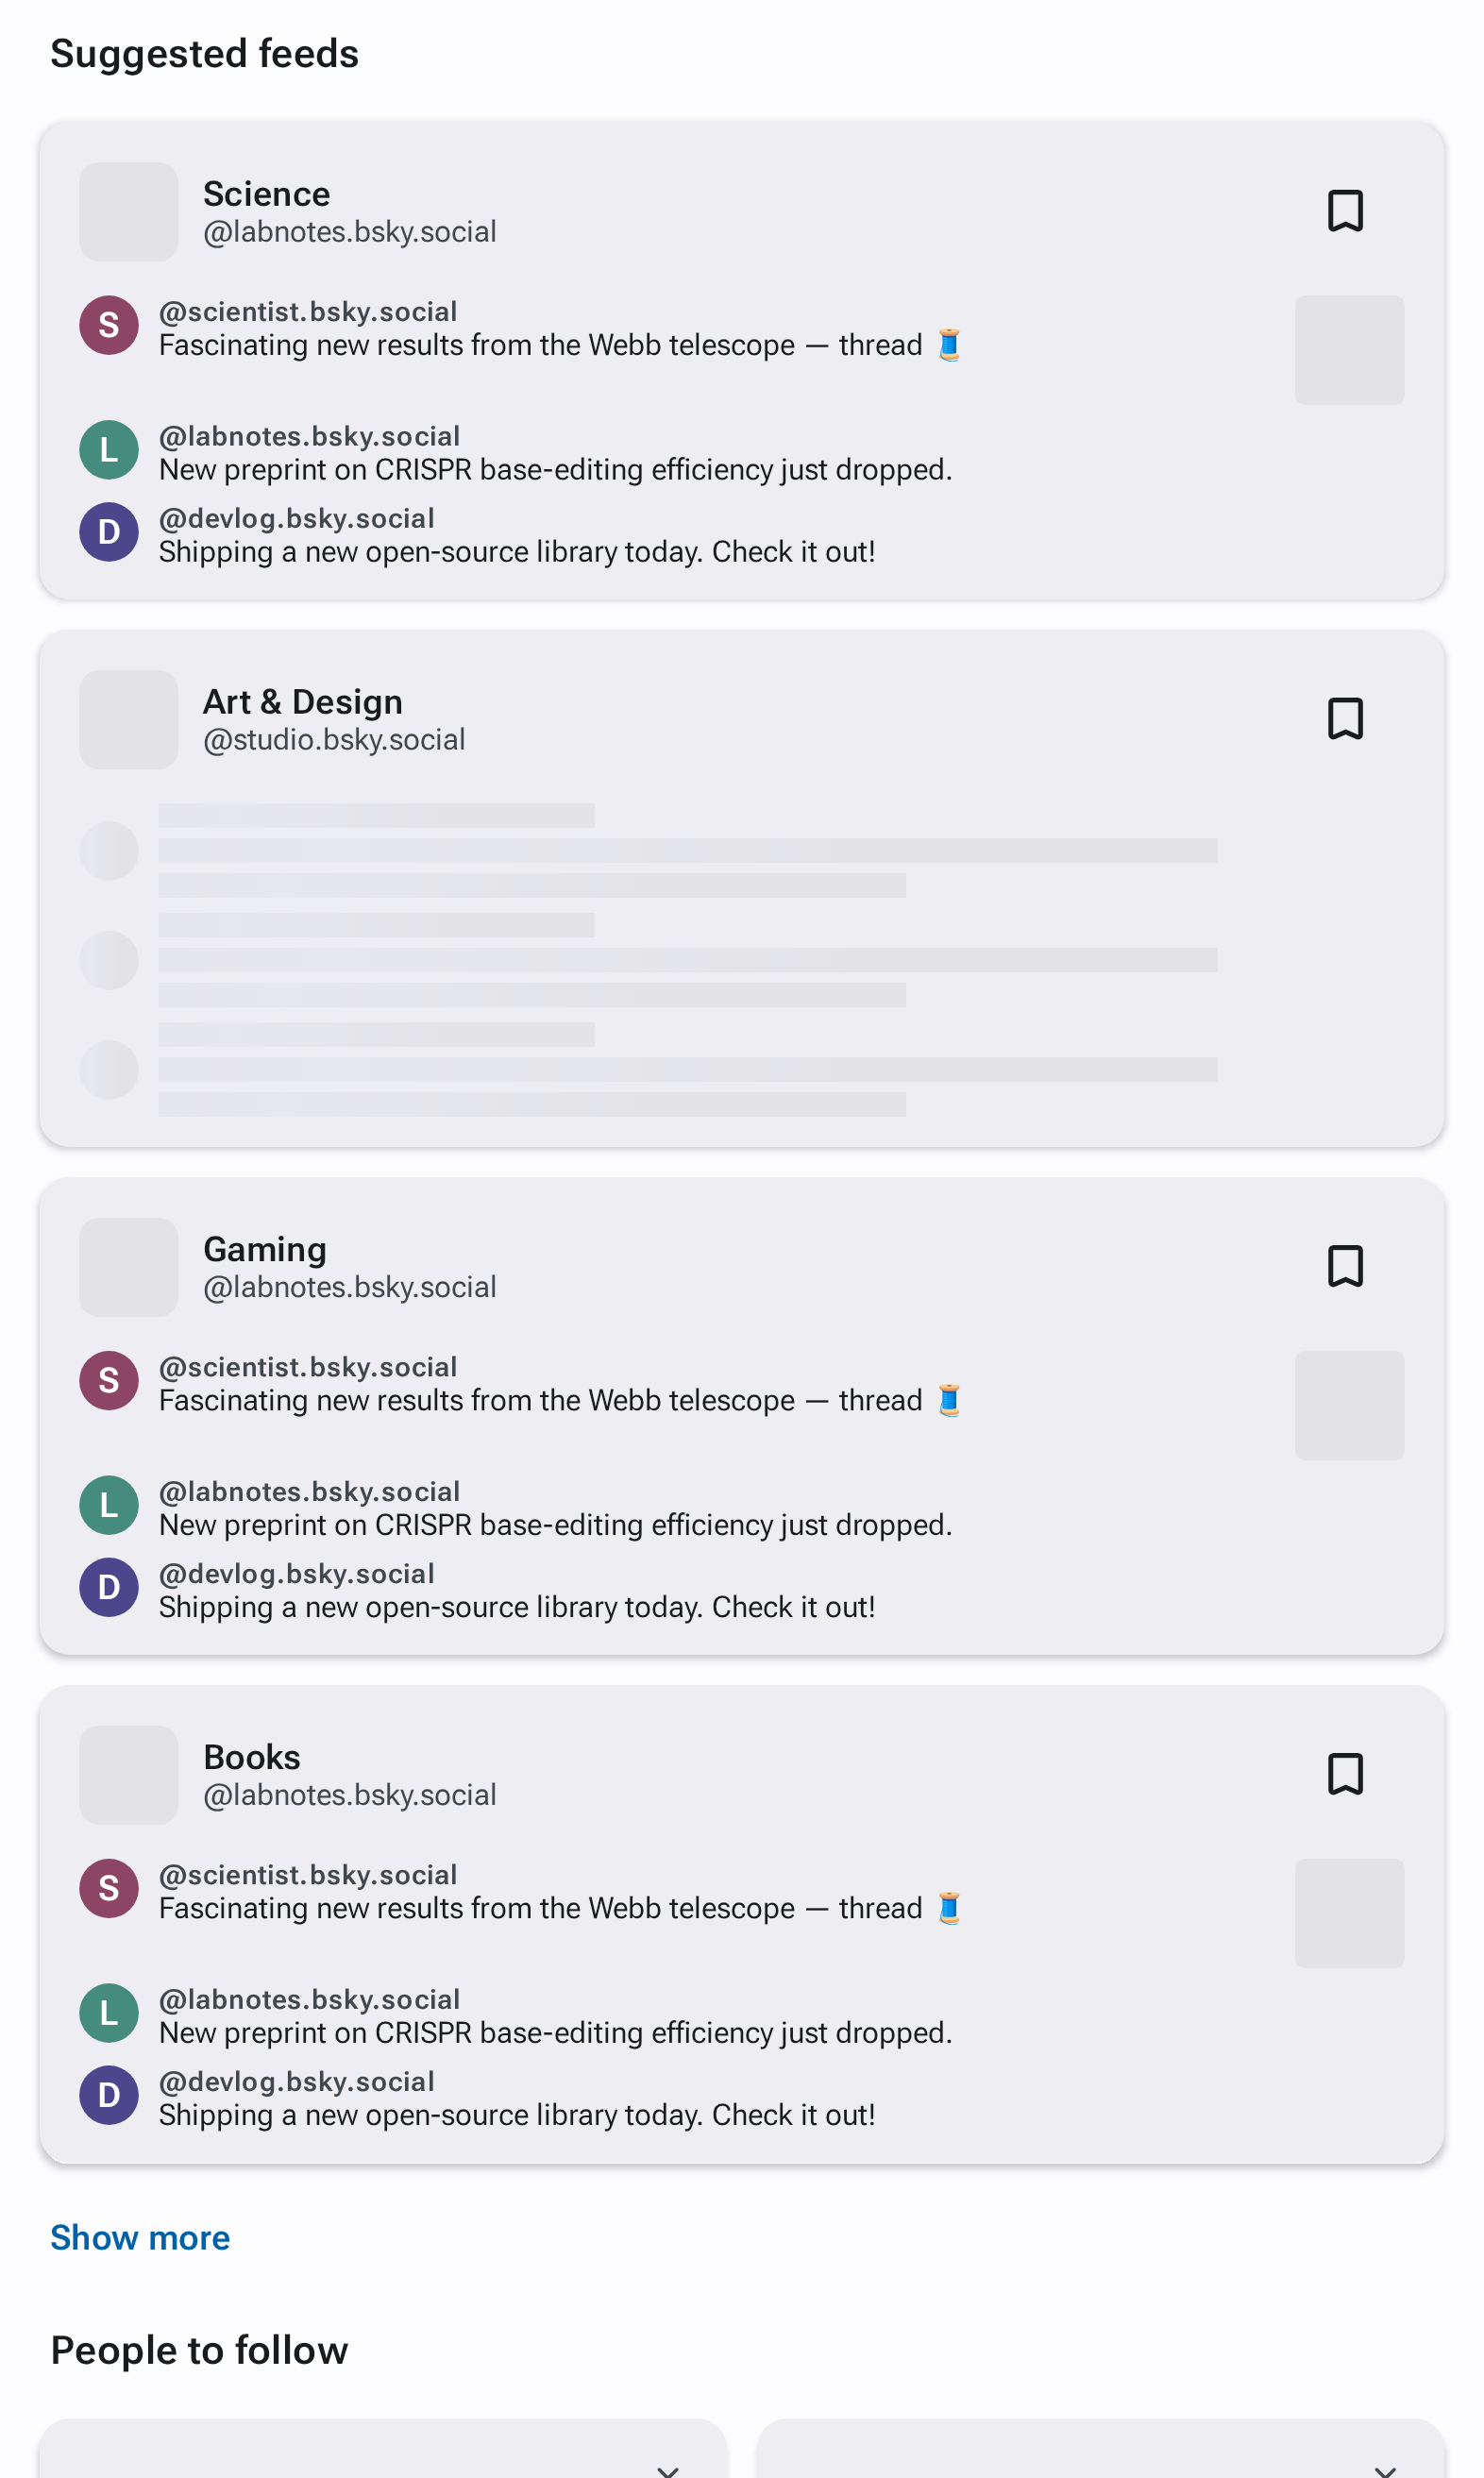 Suggested feeds
Science
@labnotes.bsky.social
S
@scientist.bsky.social
Fascinating new results from the Webb telescope — thread 🧵
L
@labnotes.bsky.social
New preprint on CRISPR base-editing efficiency just dropped.
D
@devlog.bsky.social
Shipping a new open-source library today. Check it out!
Art & Design
@studio.bsky.social
Gaming
@labnotes.bsky.social
S
@scientist.bsky.social
Fascinating new results from the Webb telescope — thread 🧵
L
@labnotes.bsky.social
New preprint on CRISPR base-editing efficiency just dropped.
D
@devlog.bsky.social
Shipping a new open-source library today. Check it out!
Books
@labnotes.bsky.social
S
@scientist.bsky.social
Fascinating new results from the Webb telescope — thread 🧵
L
@labnotes.bsky.social
New preprint on CRISPR base-editing efficiency just dropped.
D
@devlog.bsky.social
Shipping a new open-source library today. Check it out!
Show more
People to follow